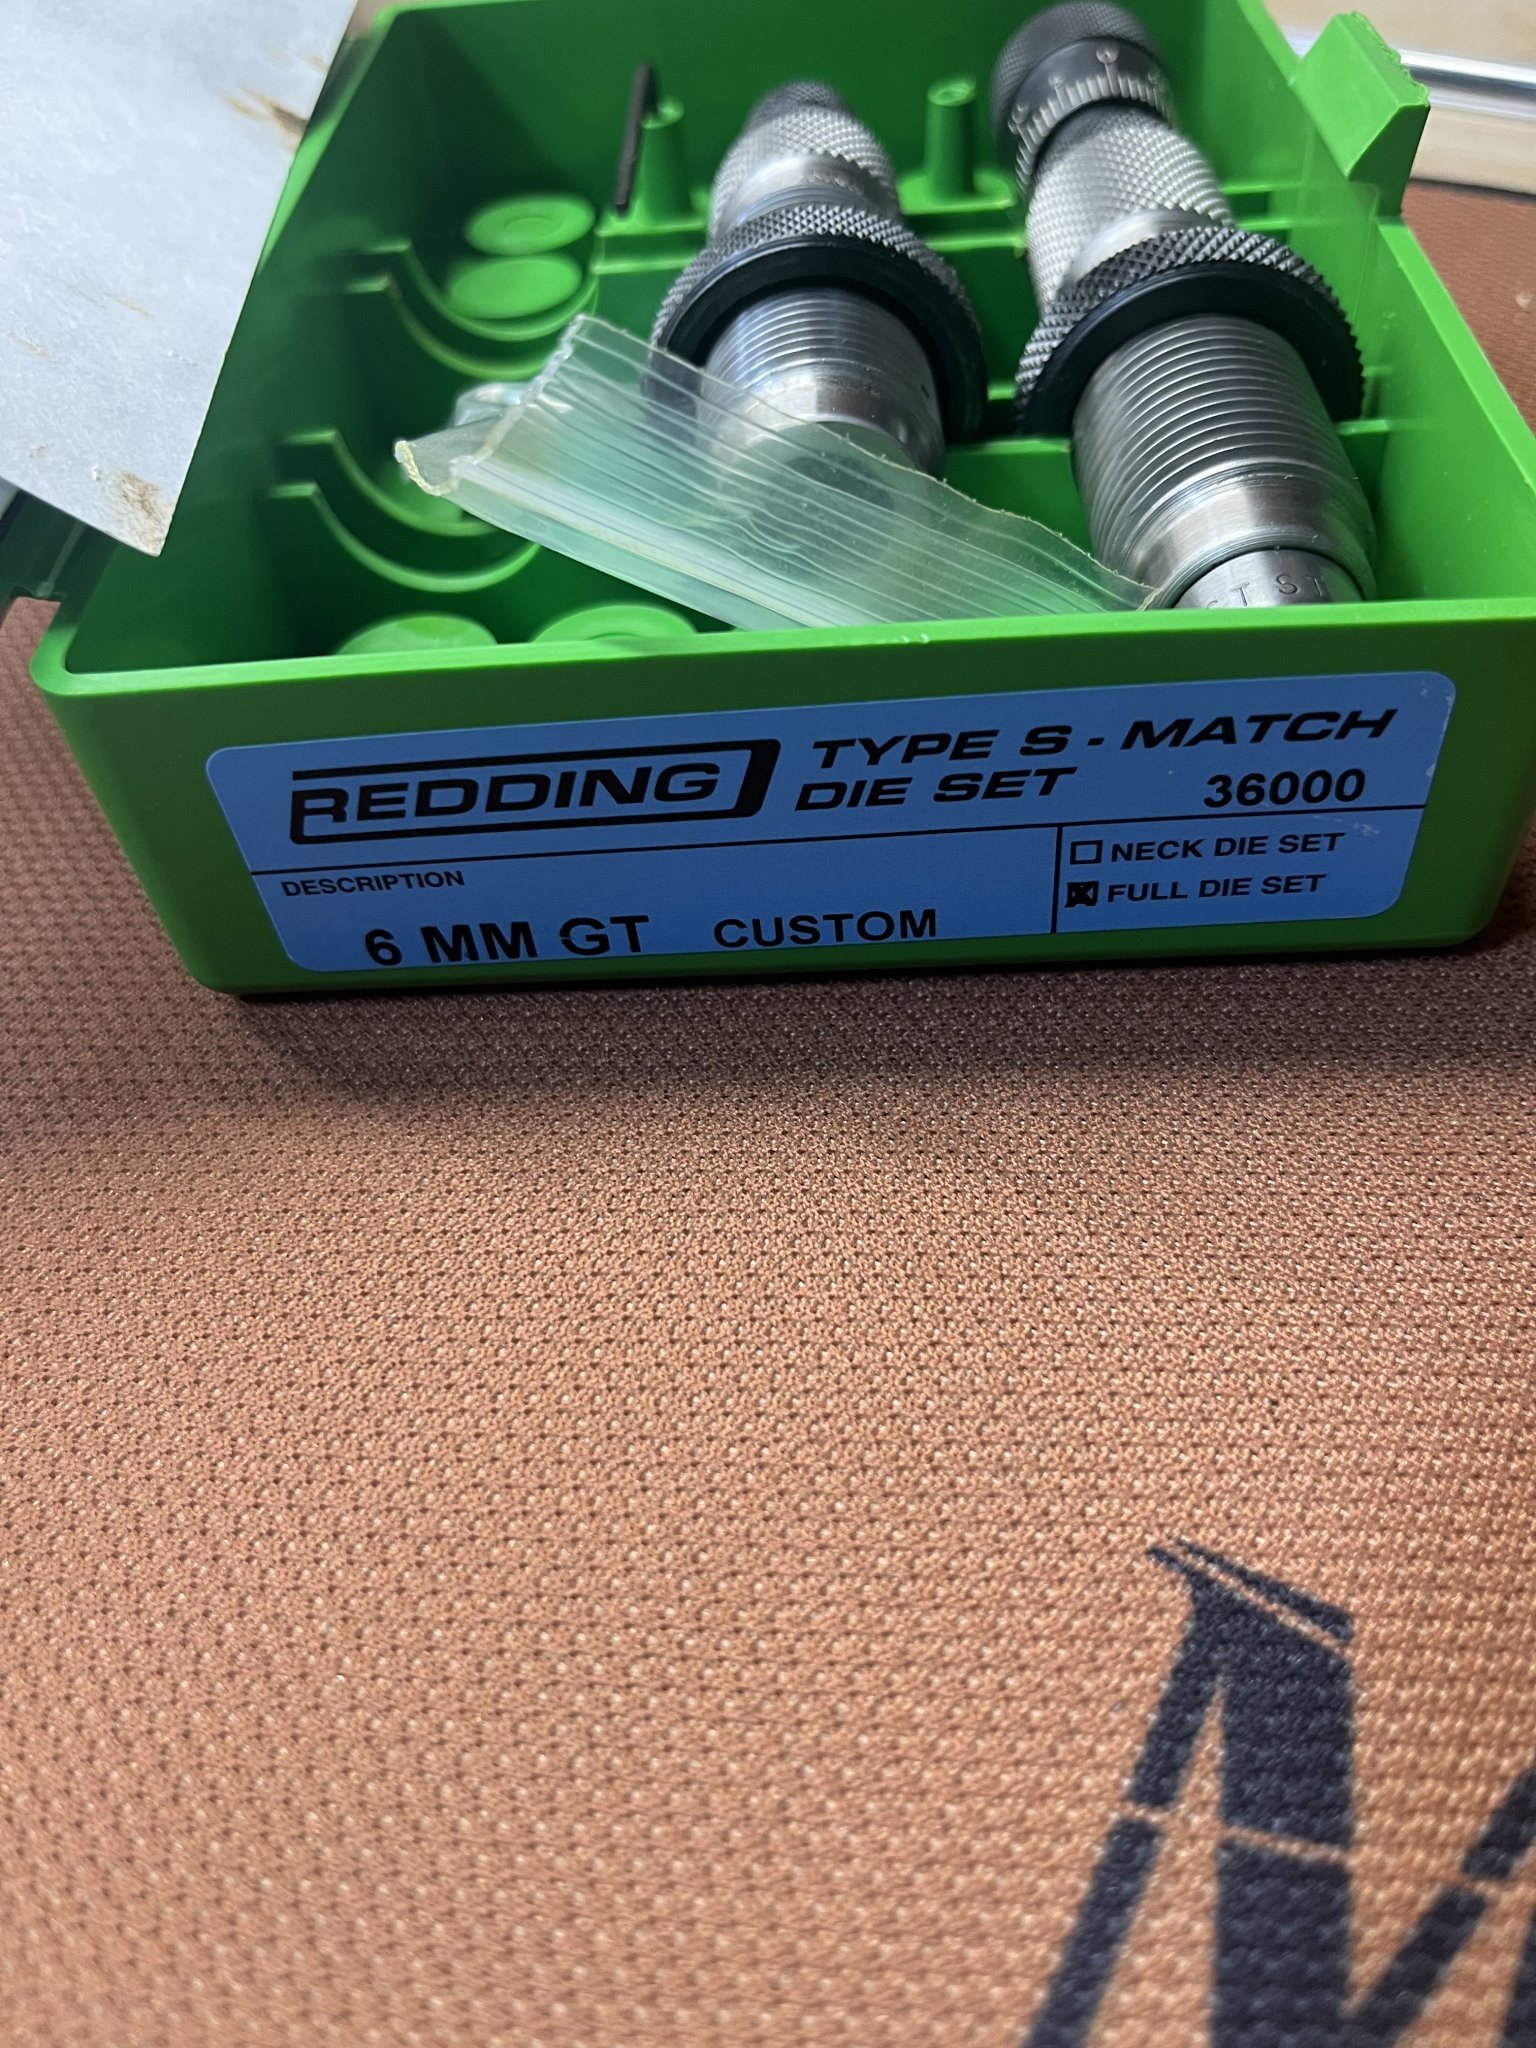 REDDING
TYPE S - MATCH
DIE SET
36000
DESCRIPTION
6 MM GT CUSTOM
NECK DIE SET
FULL DIE SET